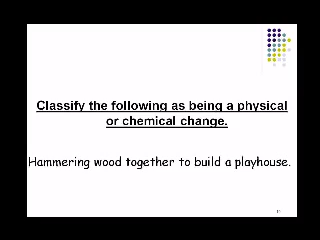 Classify the following as being a physical
or chemical change.
Hammering wood together to build a playhouse.